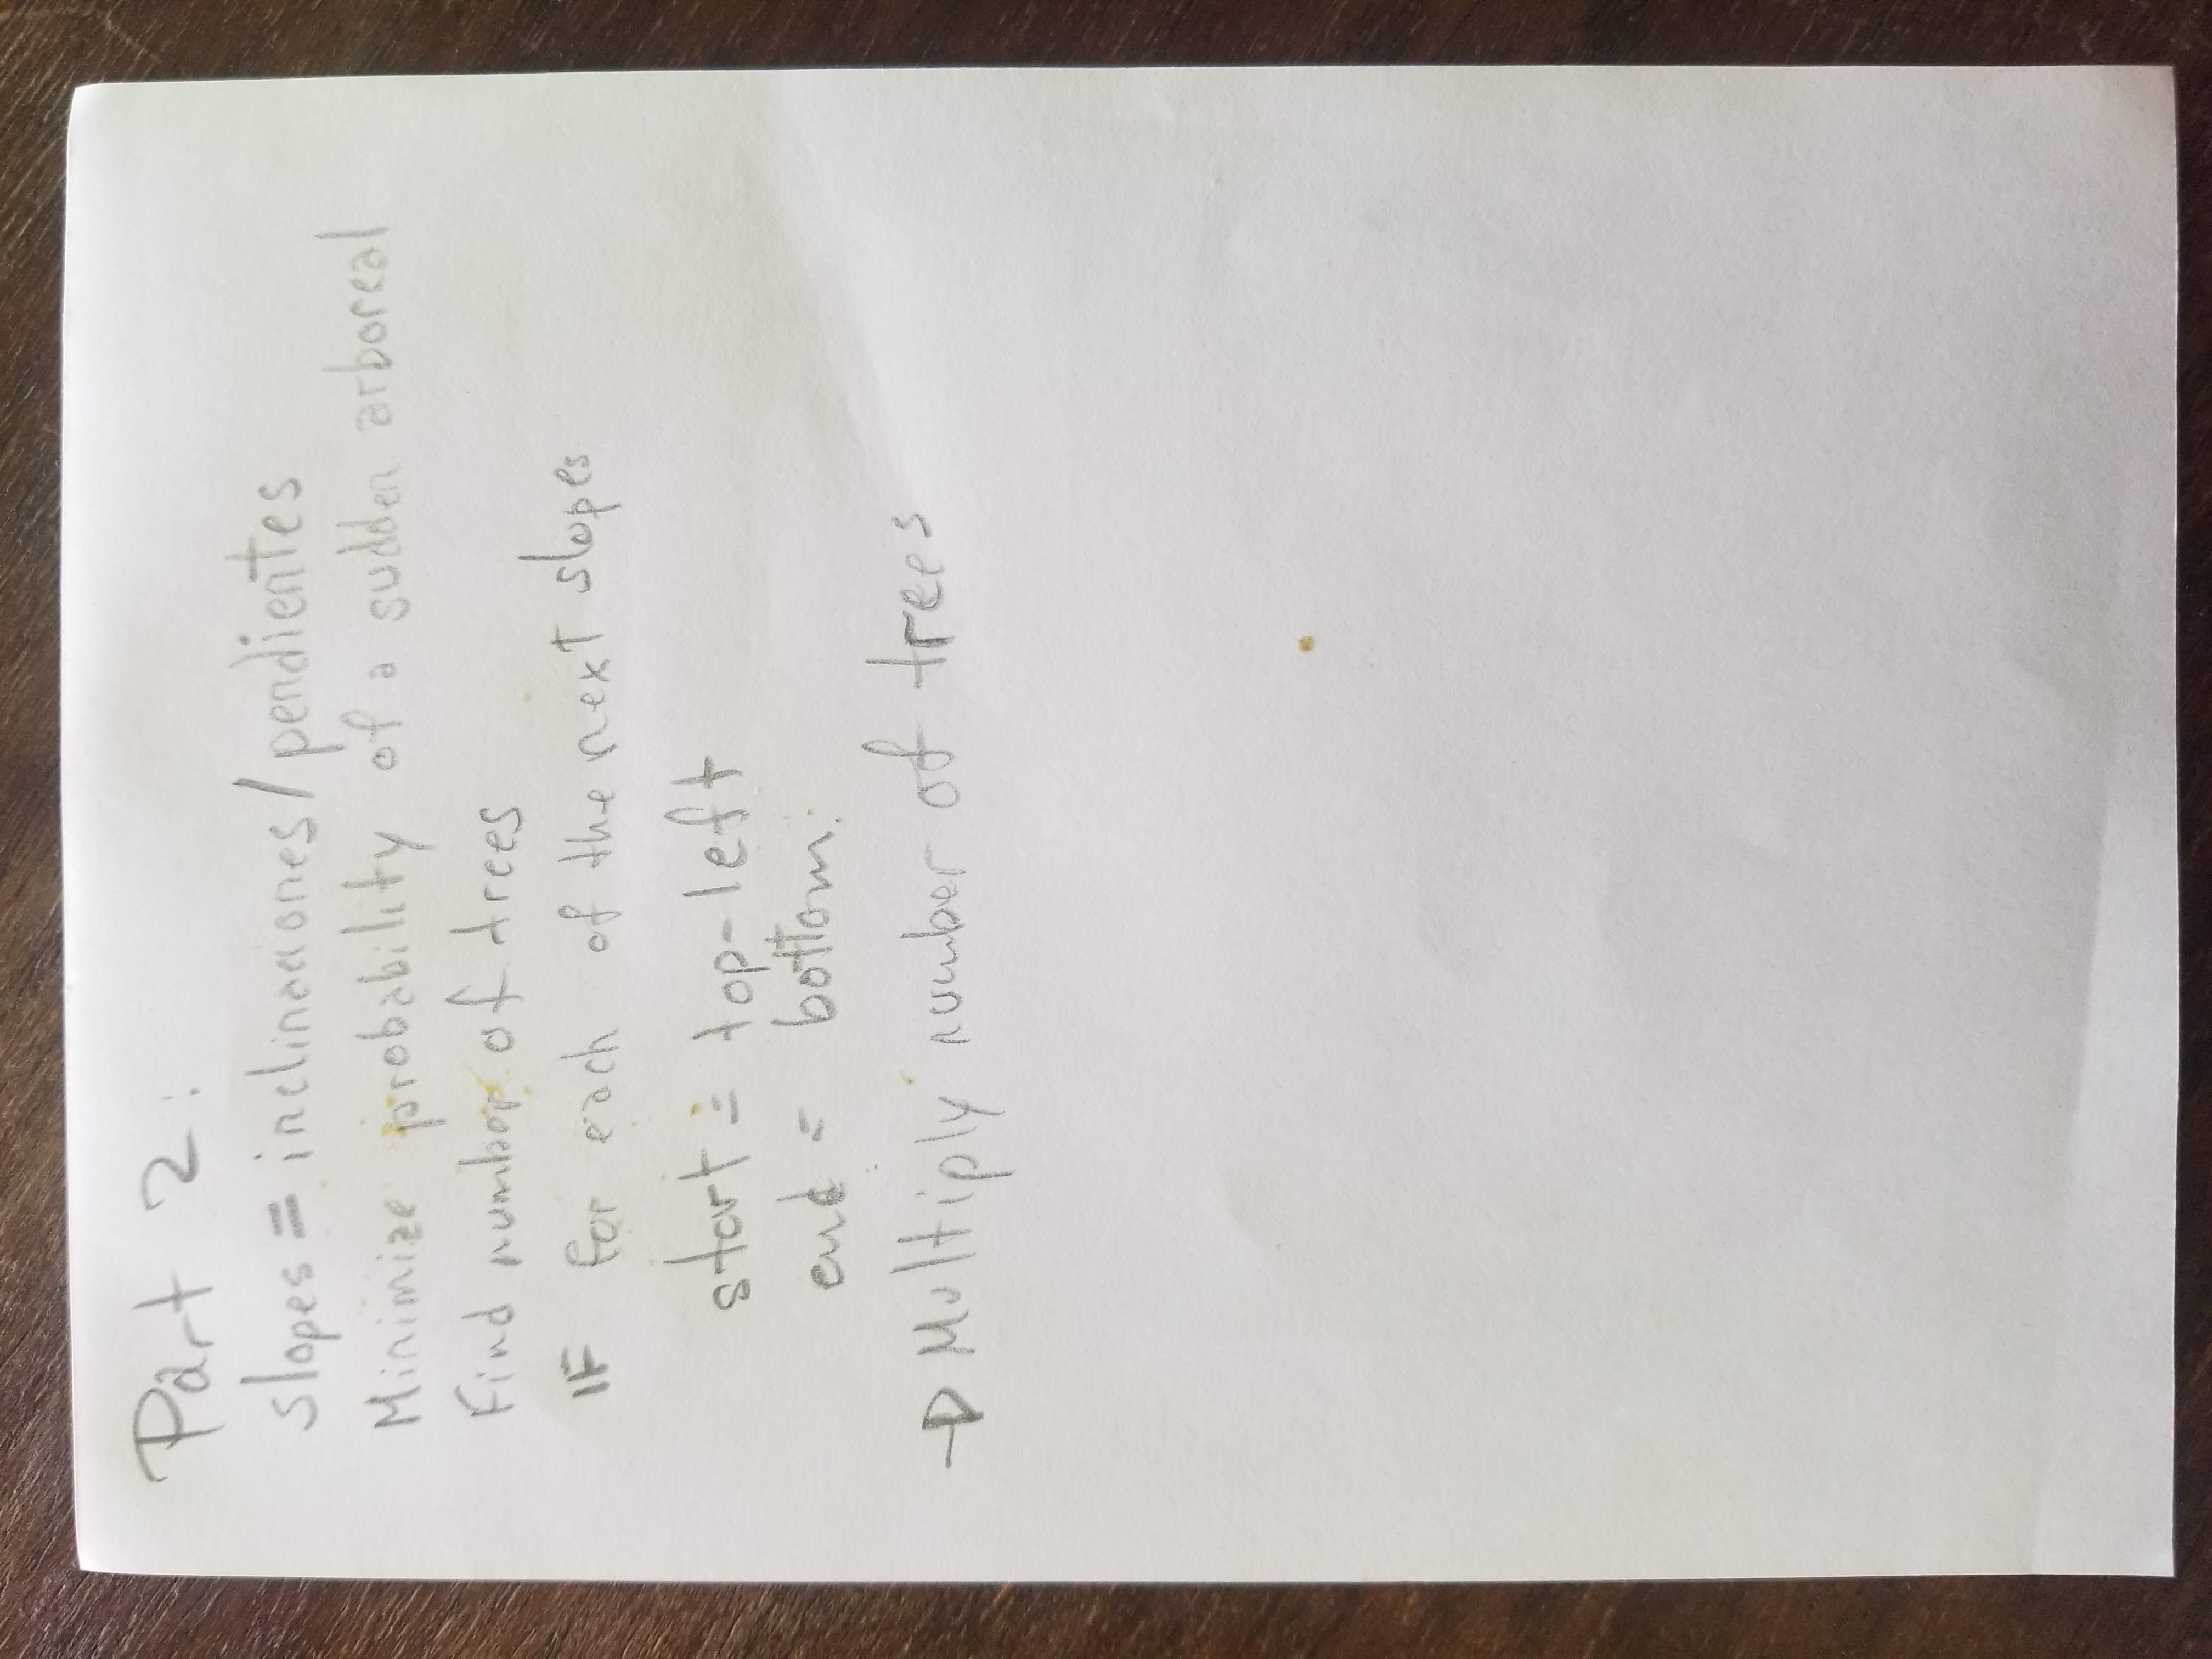 Part 2:
slopes = inclinaciones / pendientes
Minimize probability of a sudden arboreal
Find number of trees
IF for each of the next slopes
start = top-left
end = bottom:
→ Multiply number of trees